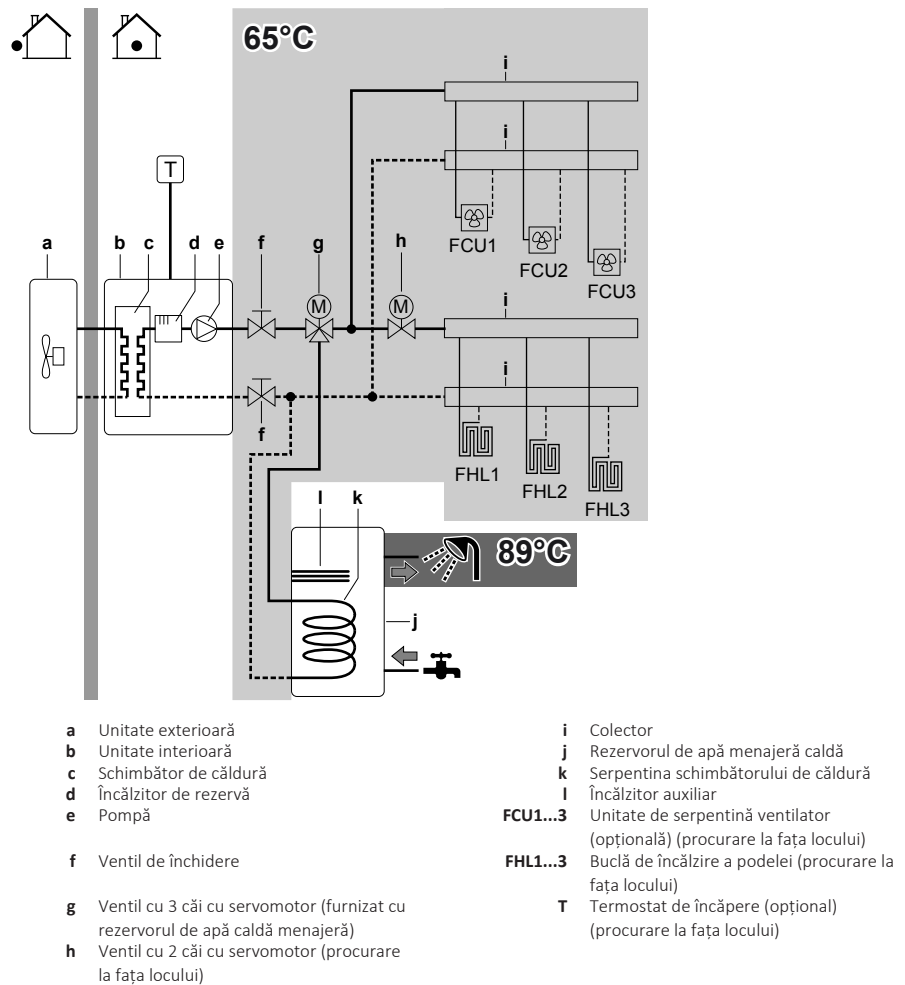 65°C
i
T
i
a
b
c
d
e
f
g
h
FCU1
FCU2
FCU3
M
M
i
i
f
FHL1
FHL2
FHL3
l
k
89°C
j
a Unitate exterioară
b Unitate interioară
c Schimbător de căldură
d Încălzitor de rezervă
e Pompă
f Ventil de închidere
g Ventil cu 3 căi cu servomotor (furnizat cu
rezervorul de apă caldă menajeră)
h Ventil cu 2 căi cu servomotor (procurare
la fața locului)
i Colector
j Rezervorul de apă menajeră caldă
k Serpentina schimbătorului de căldură
l Încălzitor auxiliar
FCU1...3 Unitate de serpentină ventilator
(opțională) (procurare la fața locului)
FHL1...3 Buclă de încălzire a podelei (procurare la
fața locului)
T Termostat de încăpere (opțional)
(procurare la fața locului)